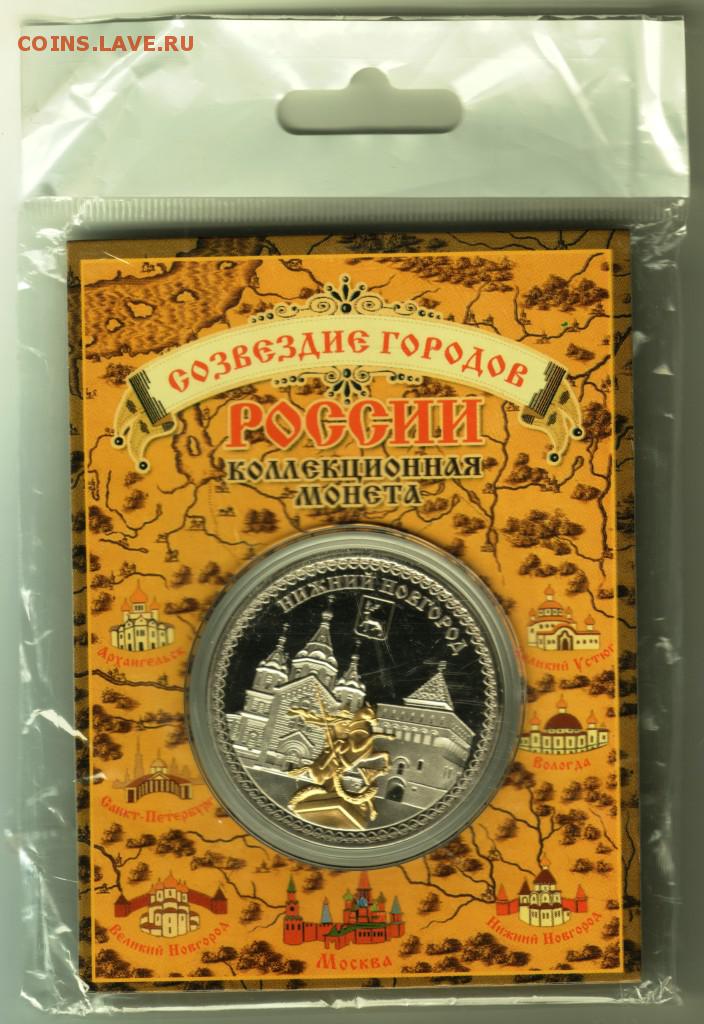 COINS.LAVE.RU
СОЗВЕЗДИЕ ГОРОДОВ
РОССИИ
КОЛЛЕКЦИОННАЯ
МОНЕТА
НИЖНИЙ НОВГОРОД
Архангельск
Великий Устюг
Вологда
Санкт-Петербург
Великий Новгород
Москва
Нижний Новгород